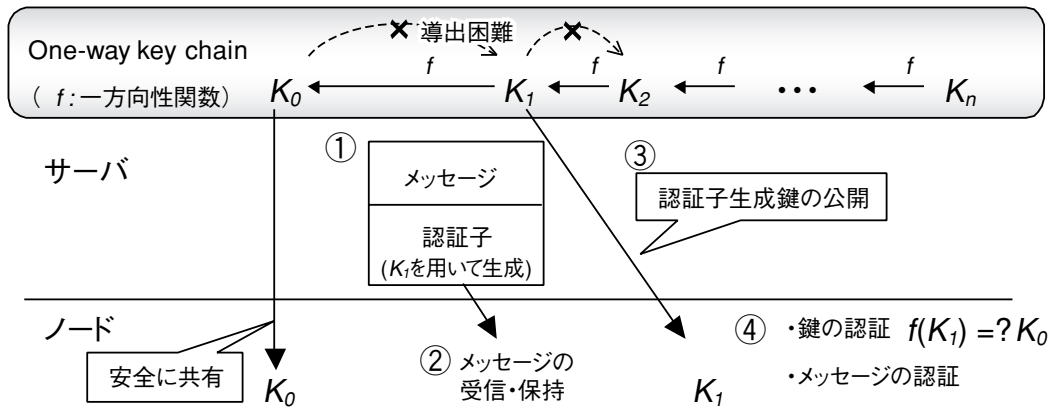 One-way key chain
( f：一方向性関数)
導出困難
f
f
f
f
K0
K1
K2
・・・
Kn
サーバ
①
メッセージ
認証子
(K1を用いて生成)
③
認証子生成鍵の公開
ノード
安全に共有
K0
② メッセージの
受信・保持
K1
④ ・鍵の認証 f(K1) =? K0
・メッセージの認証